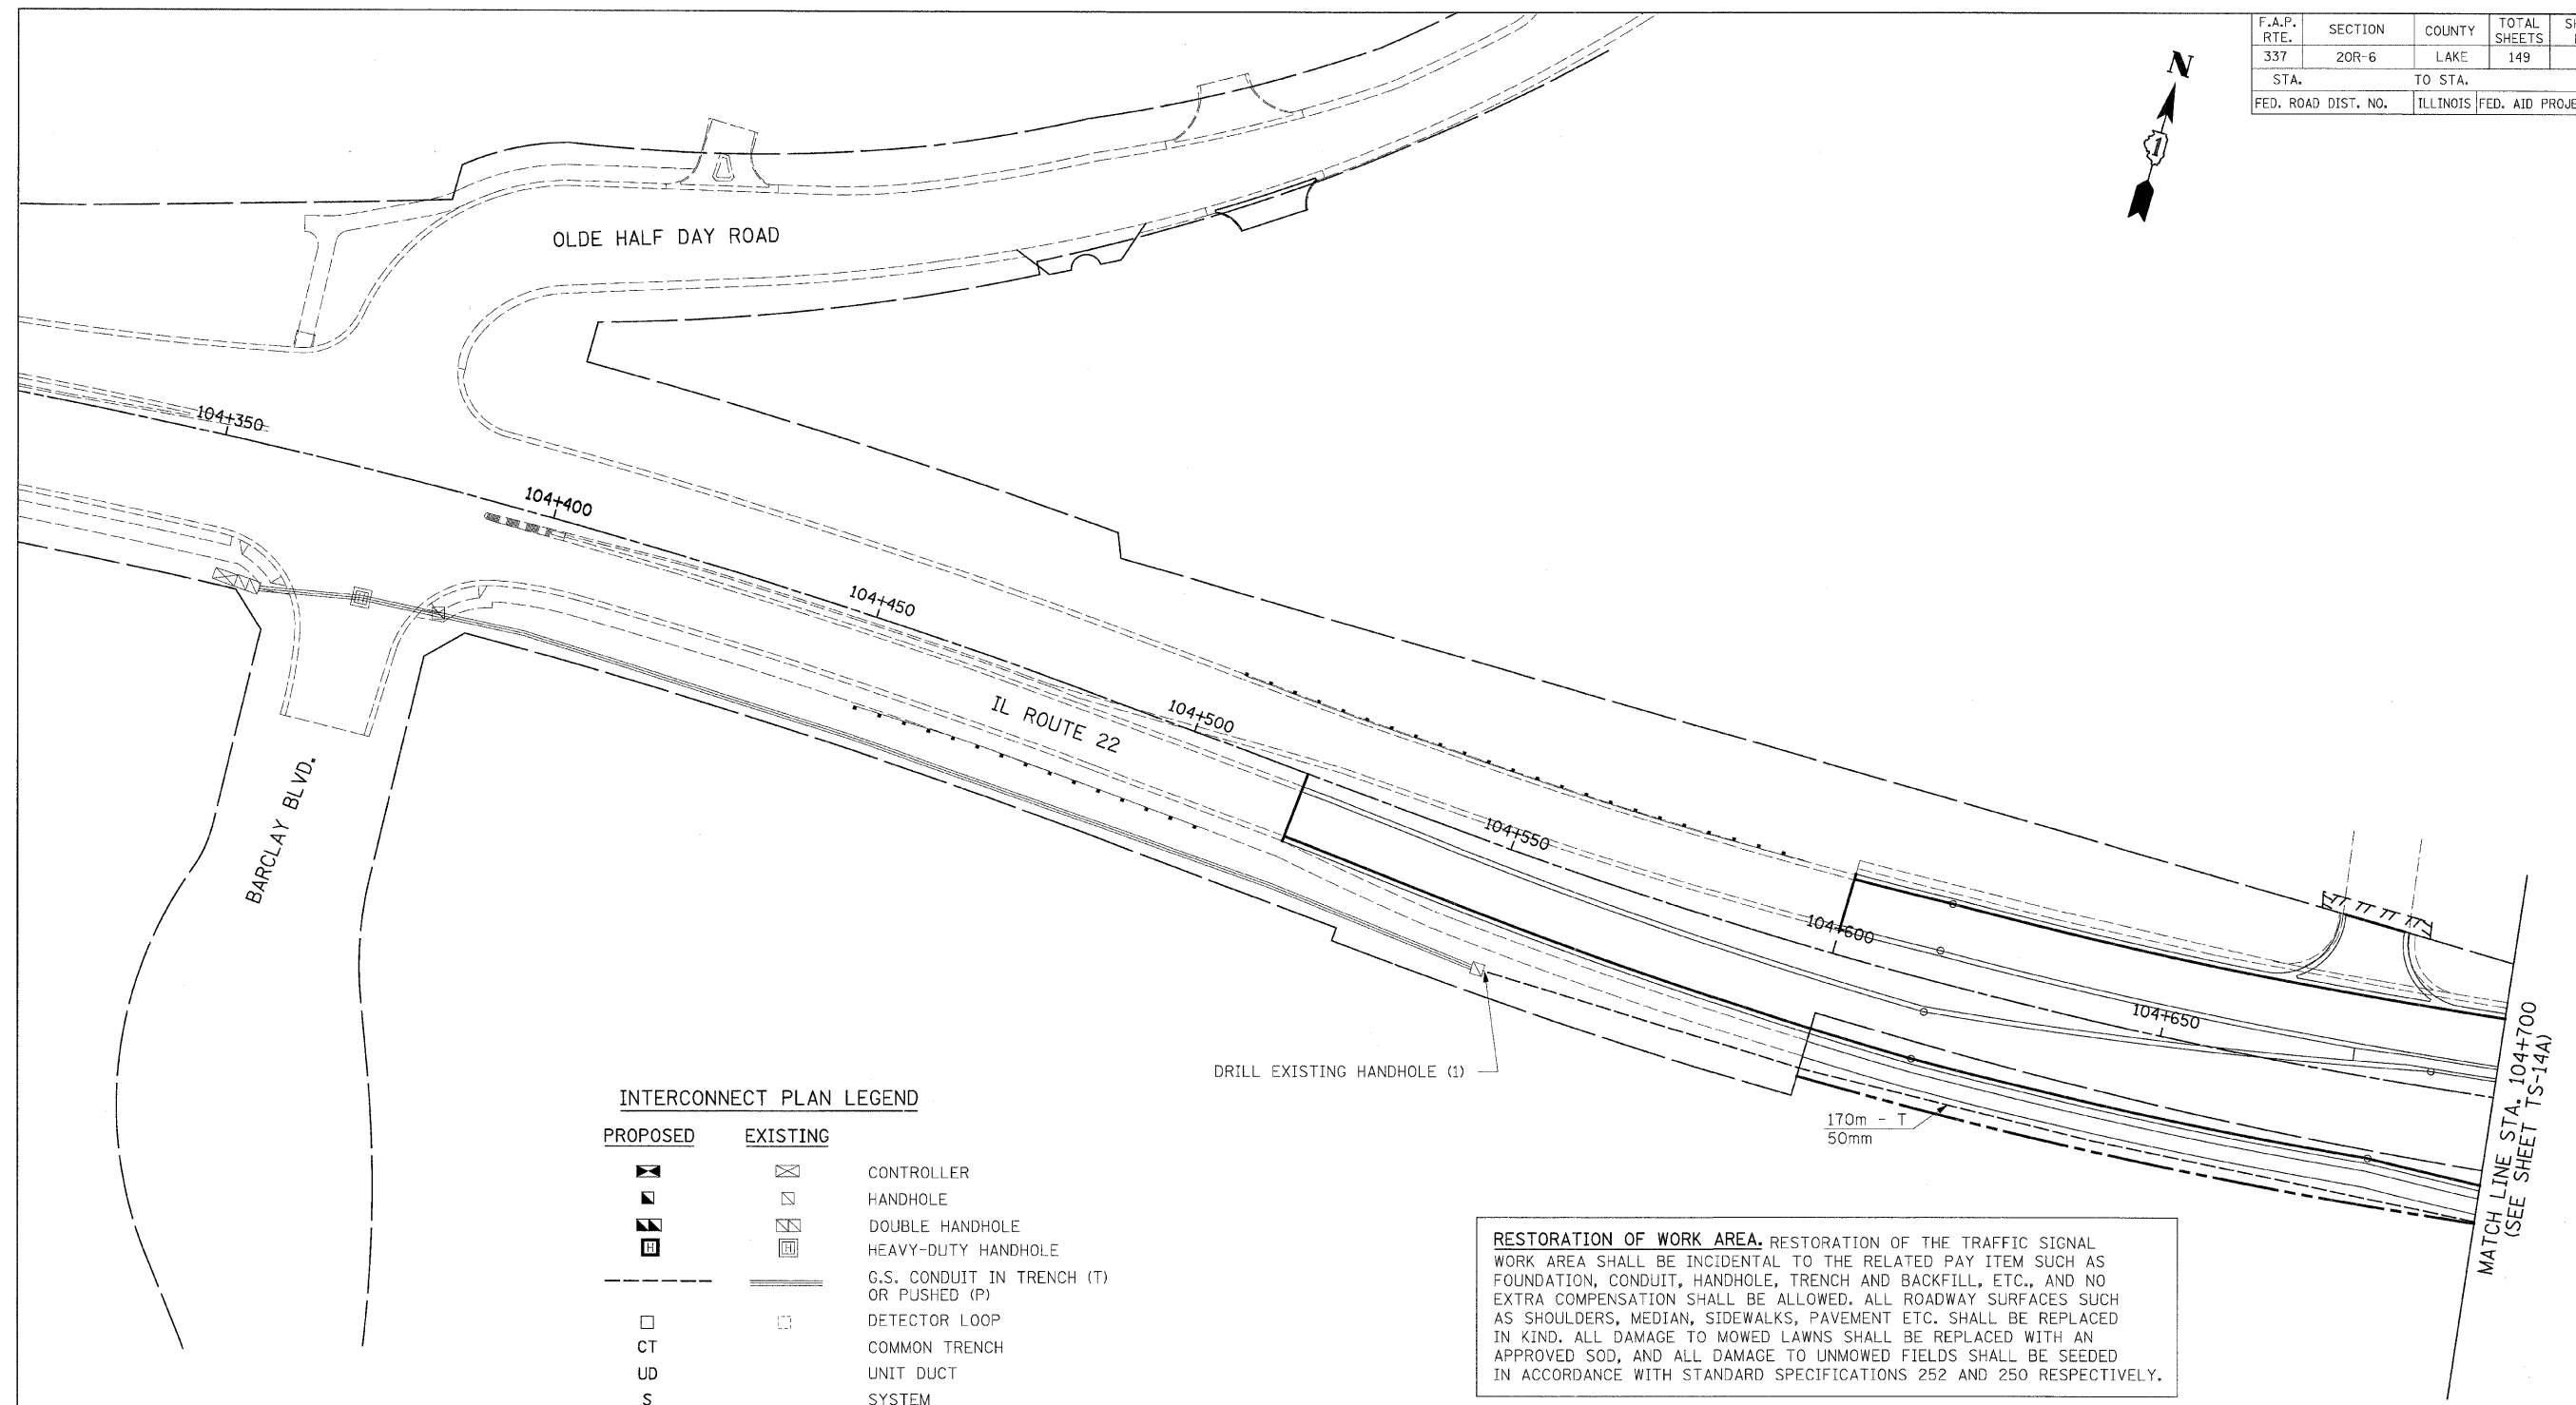 F.A.P. RTE. SECTION COUNTY TOTAL SHEETS
337 20R-6 LAKE 149
STA. TO STA.
FED. ROAD DIST. NO. ILLINOIS FED. AID
N
1
OLDE HALF DAY ROAD
104+350
104+400
104+450
IL ROUTE 22
104+500
104+550
104+600
104+650
BARCLAY BLVD.
DRILL EXISTING HANDHOLE (1)
170m - T
50mm
MATCH LINE STA. 104+700
(SEE SHEET TS-14A)
INTERCONNECT PLAN LEGEND
PROPOSED EXISTING
CONTROLLER
HANDHOLE
DOUBLE HANDHOLE
H H HEAVY-DUTY HANDHOLE
G.S. CONDUIT IN TRENCH (T)
OR PUSHED (P)
DETECTOR LOOP
CT COMMON TRENCH
UD UNIT DUCT
S SYSTEM
RESTORATION OF WORK AREA. RESTORATION OF THE TRAFFIC SIGNAL
WORK AREA SHALL BE INCIDENTAL TO THE RELATED PAY ITEM SUCH AS
FOUNDATION, CONDUIT, HANDHOLE, TRENCH AND BACKFILL, ETC., AND NO
EXTRA COMPENSATION SHALL BE ALLOWED. ALL ROADWAY SURFACES SUCH
AS SHOULDERS, MEDIAN, SIDEWALKS, PAVEMENT ETC. SHALL BE REPLACED
IN KIND. ALL DAMAGE TO MOWED LAWNS SHALL BE REPLACED WITH AN
APPROVED SOD, AND ALL DAMAGE TO UNMOWED FIELDS SHALL BE SEEDED
IN ACCORDANCE WITH STANDARD SPECIFICATIONS 252 AND 250 RESPECTIVELY.